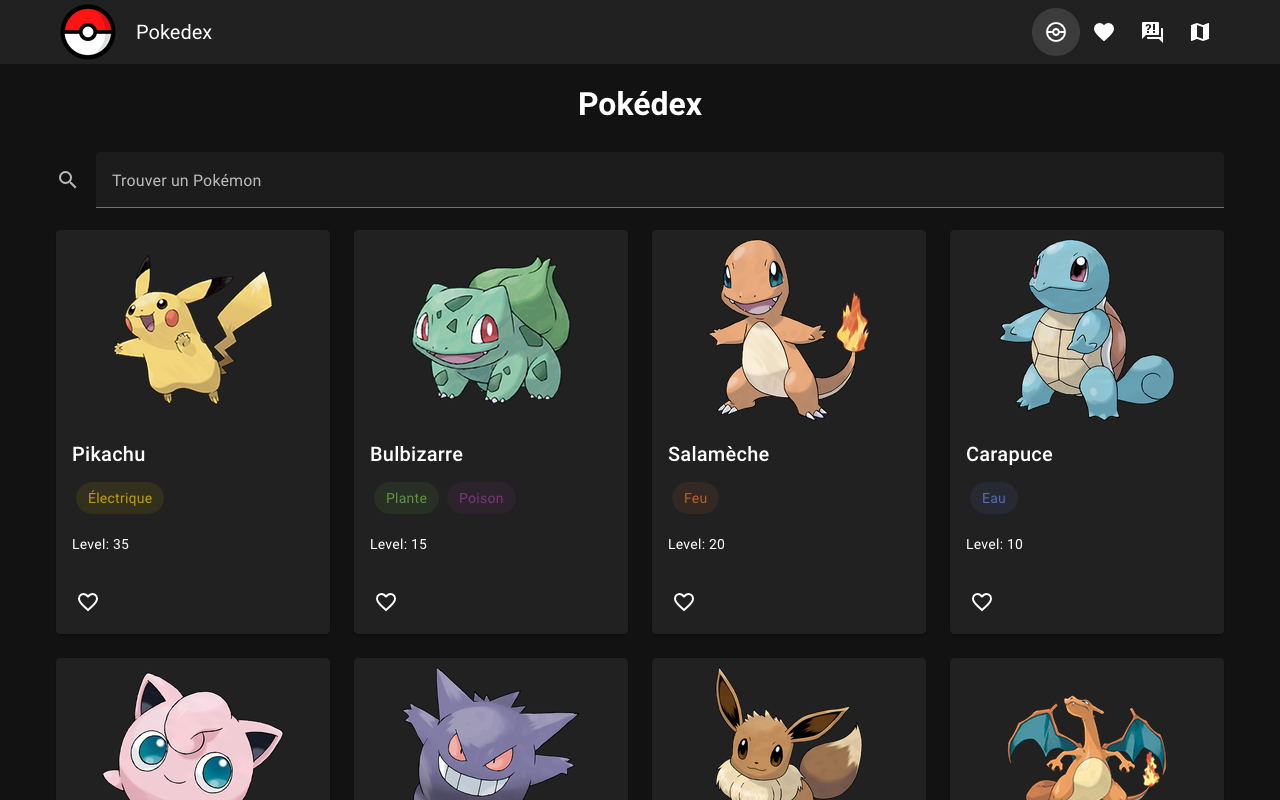 Pokedex
Pokédex
Trouver un Pokémon
Pikachu
Électrique
Level: 35
Bulbizarre
Plante Poison
Level: 15
Salamèche
Feu
Level: 20
Carapuce
Eau
Level: 10